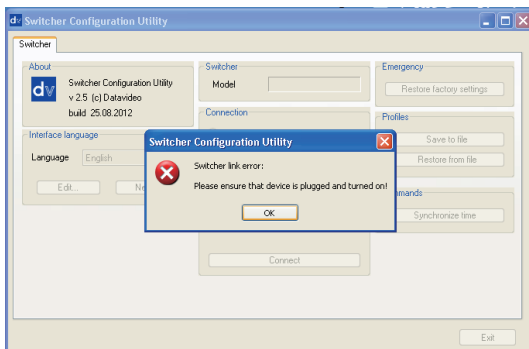 dv Switcher Configuration Utility
Switcher
About
dv
Switcher Configuration Utility
v 2.5 (c) Datavideo
build 25.08.2012
Interface language
Language English
Edit...
Switcher
Model
Connection
Connect
Emergency
Restore factory settings
Profiles
Save to file
Restore from file
Synchronize time
Switcher Configuration Utility
Switcher link error:
Please ensure that device is plugged and turned on!
OK
Exit